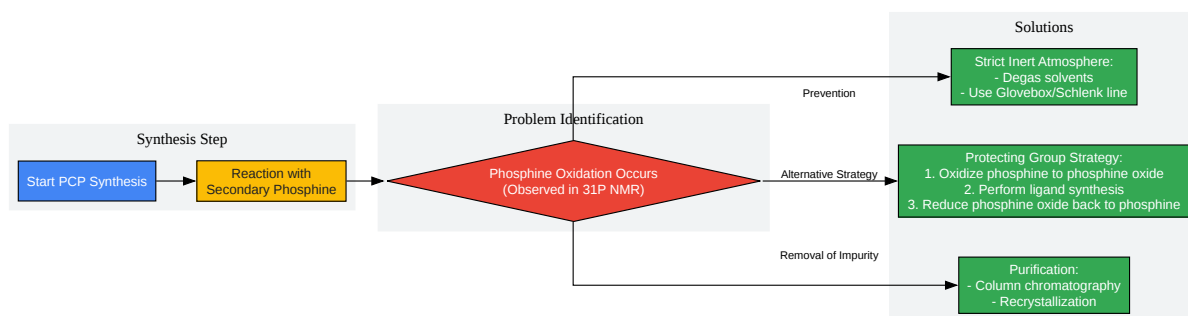 Synthesis Step
Start PCP Synthesis
Reaction with
Secondary Phosphine
Problem Identification
Phosphine Oxidation Occurs
(Observed in 31P NMR)
Prevention
Alternative Strategy
Removal of Impurity
Solutions
Strict Inert Atmosphere:
- Degas solvents
- Use Glovebox/Schlenk line
Protecting Group Strategy:
1. Oxidize phosphine to phosphine oxide
2. Perform ligand synthesis
3. Reduce phosphine oxide back to phosphine
Purification:
- Column chromatography
- Recrystallization